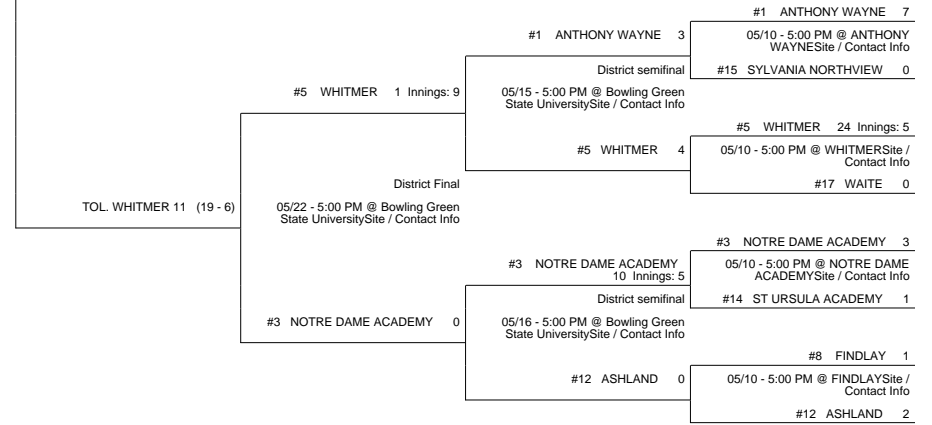 #1 ANTHONY WAYNE 7
#1 ANTHONY WAYNE 3
05/10 - 5:00 PM @ ANTHONY
WAYNESite / Contact Info
District semifinal
#15 SYLVANIA NORTHVIEW 0
#5 WHITMER 1 Innings: 9
05/15 - 5:00 PM @ Bowling Green
State UniversitySite / Contact Info
#5 WHITMER 24 Innings: 5
#5 WHITMER 4
05/10 - 5:00 PM @ WHITMERSite /
Contact Info
District Final
#17 WAITE 0
TOL. WHITMER 11 (19 - 6)
05/22 - 5:00 PM @ Bowling Green
State UniversitySite / Contact Info
#3 NOTRE DAME ACADEMY 3
#3 NOTRE DAME ACADEMY
10 Innings: 5
05/10 - 5:00 PM @ NOTRE DAME
ACADEMYSite / Contact Info
District semifinal
#14 ST URSULA ACADEMY 1
#3 NOTRE DAME ACADEMY 0
05/16 - 5:00 PM @ Bowling Green
State UniversitySite / Contact Info
#8 FINDLAY 1
#12 ASHLAND 0
05/10 - 5:00 PM @ FINDLAYSite /
Contact Info
#12 ASHLAND 2